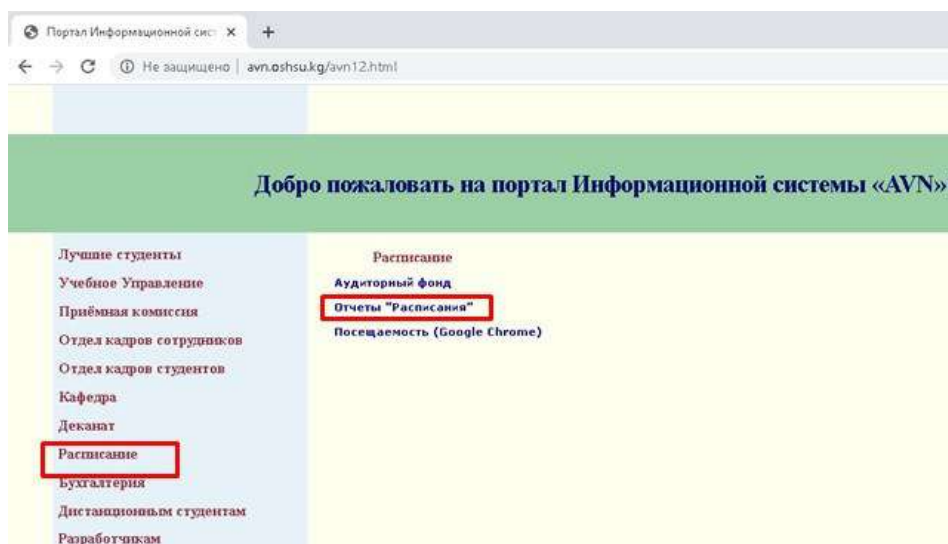 Портал Информационной сис
Не защищено | avn.oshsu.kg/avn12.html
Добро пожаловать на портал Информационной системы «AVN»
Лучшие студенты
Учебное Управление
Приёмная комиссия
Отдел кадров сотрудников
Отдел кадров студентов
Кафедра
Деканат
Расписание
Бухгалтерия
Дистанционным студентам
Разработчикам
Расписание
Аудиторный фонд
Отчеты "Расписания"
Посещаемость (Google Chrome)